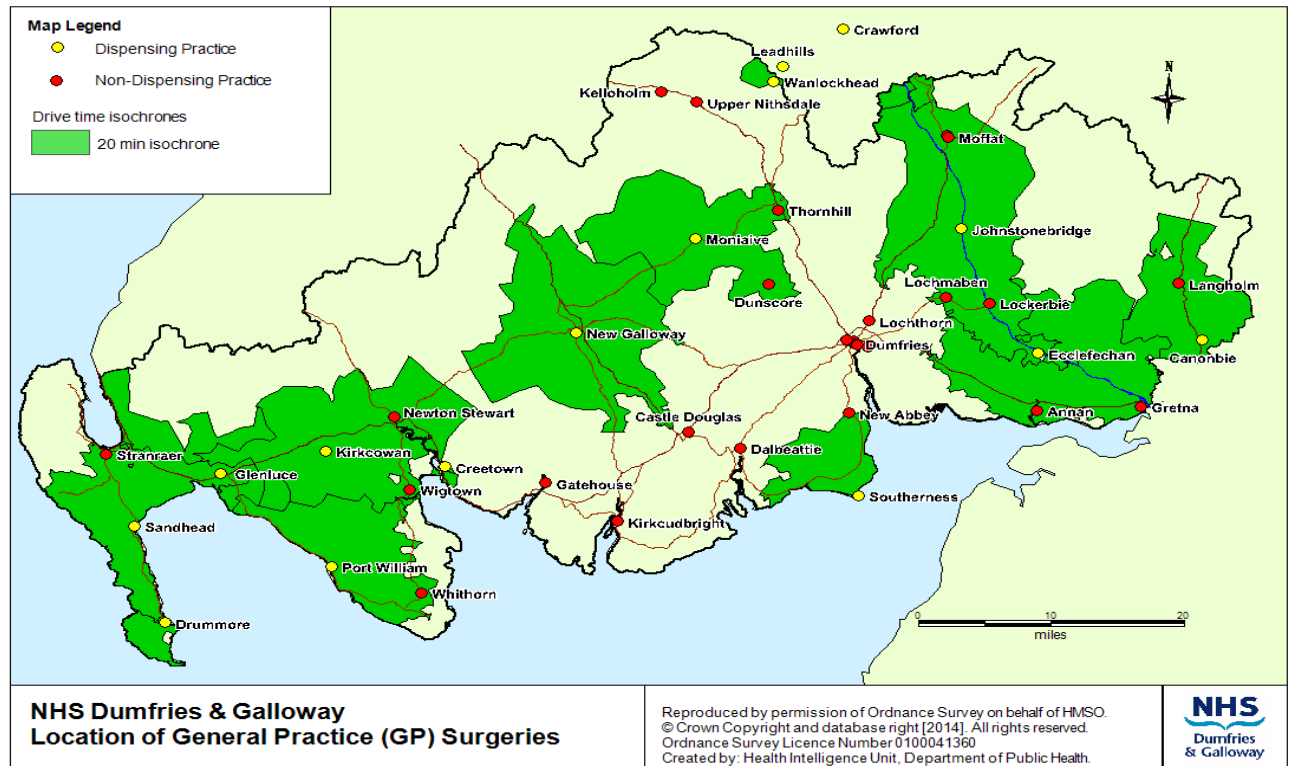 Map Legend
Dispensing Practice
Non-Dispensing Practice
Drive time isochrones
20 min isochrone
Crawford
Leadhills
Wanlockhead
N
Kelloholm
Upper Nithsdale
Moffat
Thornhill
Moniaive
Johnstonebridge
Dunscore
Lochmaben
Langholm
Lockerbie
Lochthorn
New Galloway
Dumfries
Ecclefechan
Canonbie
Newton Stewart
Castle Douglas
New Abbey
Annan
Gretna
Stranraer
Kirkcowan
Dalbeattie
Glenluce
Creetown
Wigtown
Gatehouse
Southerness
Sandhead
Kirkcudbright
Port William
Whithorn
Drummore
0 10 20
miles
NHS Dumfries & Galloway
Location of General Practice (GP) Surgeries
Reproduced by permission of Ordnance Survey on behalf of HMSO.
© Crown Copyright and database right [2014]. All rights reserved.
Ordnance Survey Licence Number 0100041360
Created by: Health Intelligence Unit, Department of Public Health.
NHS
Dumfries
& Galloway